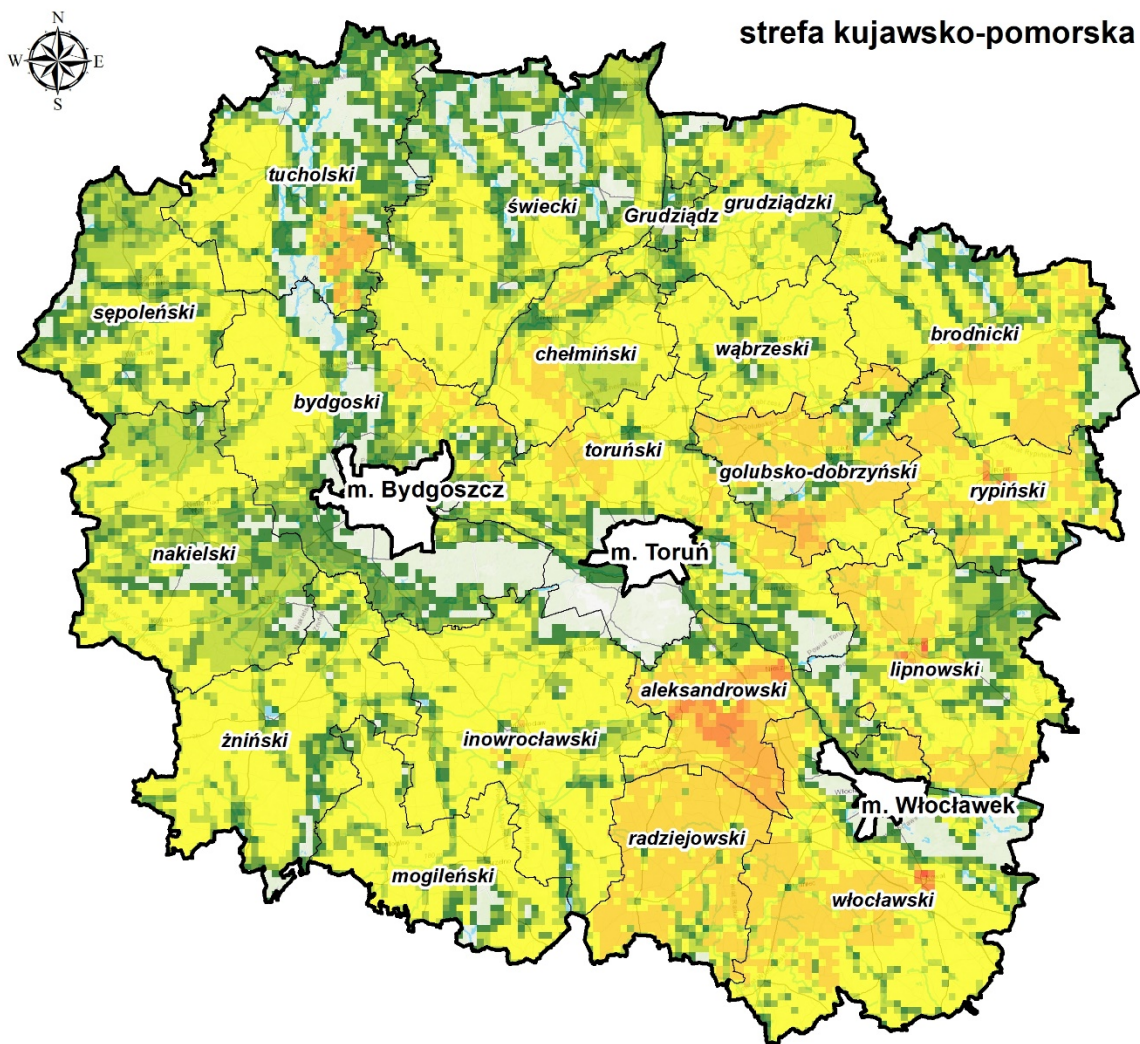 strefa kujawsko-pomorska
N
W E
S
tucholski
świecki
Grudziądz
grudziądzki
sępoleński
chełmiński
wąbrzeski
brodnicki
bydgoski
toruński
golubsko-dobrzyński
rypiński
m. Bydgoszcz
nakielski
m. Toruń
aleksandrowski
lipnowski
żniński
inowrocławski
m. Włocławek
radziejowski
mogileński
włocławski